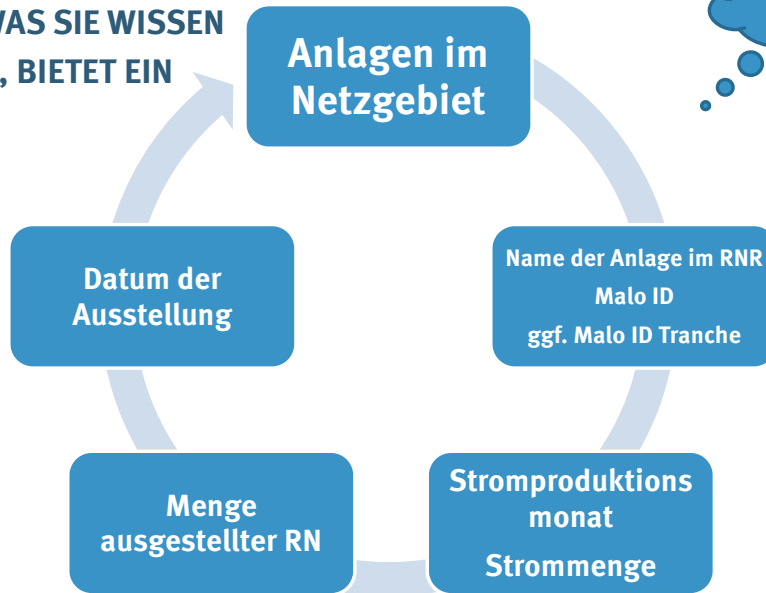 WAS SIE WISSEN
, BIETET EIN
Anlagen im
Netzgebiet
Name der Anlage im RNR
Malo ID
ggf. Malo ID Tranche
Stromproduktions
monat
Strommenge
Menge
ausgestellter RN
Datum der
Ausstellung